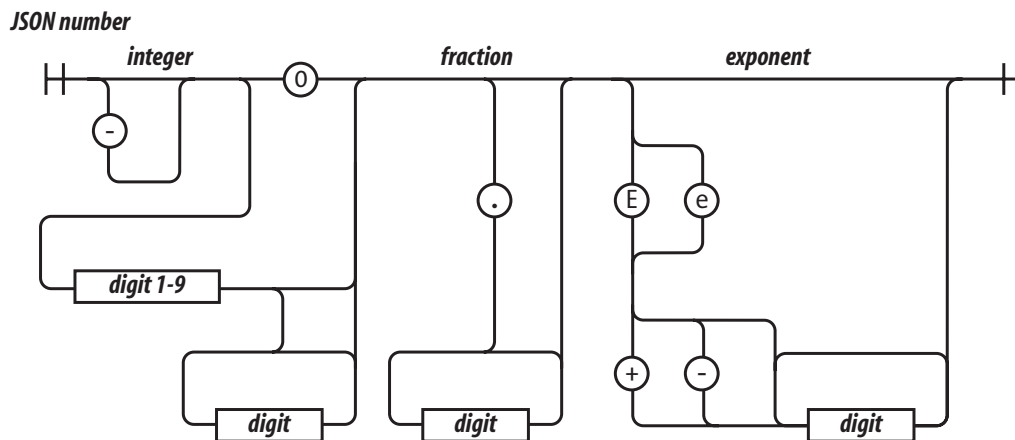 JSON number
integer
fraction
exponent
0
-
.
E
e
digit 1-9
+
-
digit
digit
digit